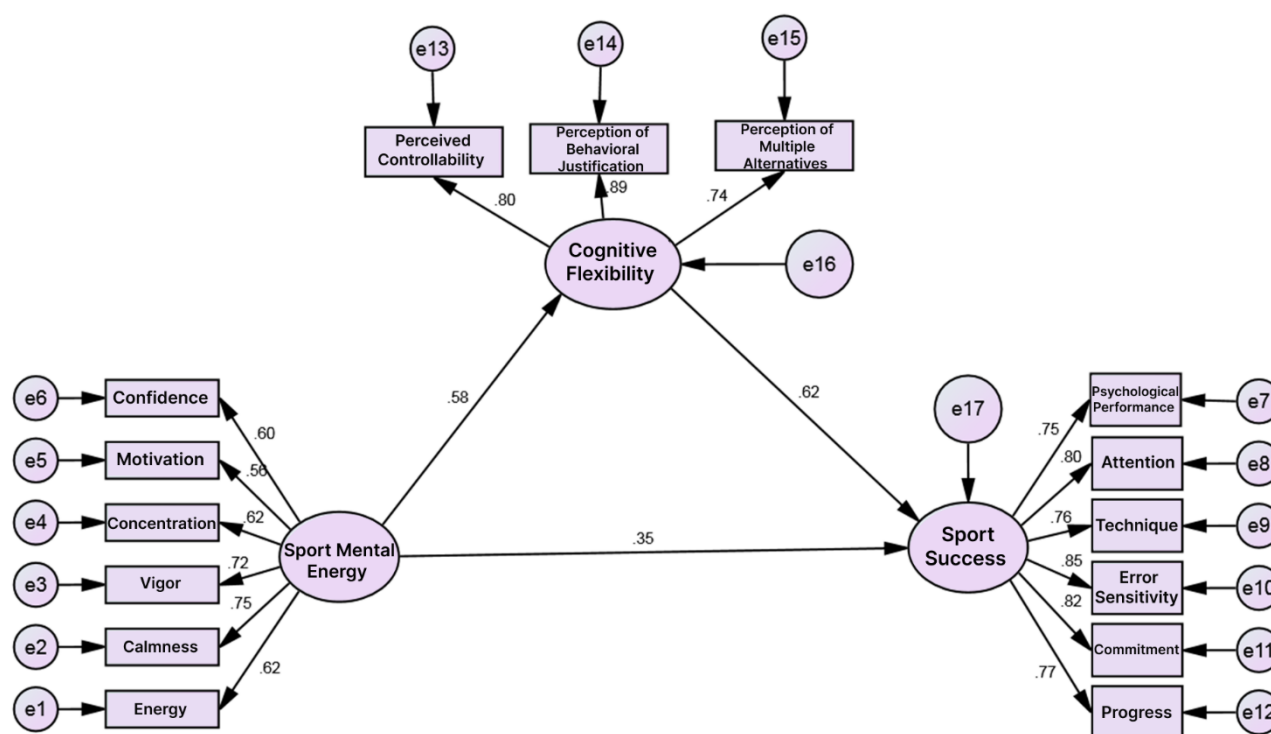 e13
e14
e15
Perceived
Controllability
Perception of
Behavioral
Justification
Perception of
Multiple
Alternatives
.80
.89
.74
Cognitive
Flexibility
e16
.58
.62
e17
e6
Confidence
.60
e5
Motivation
.56
e4
Concentration
.62
e3
Vigor
.72
e2
Calmness
.75
e1
Energy
.62
Sport Mental
Energy
.35
Sport
Success
.75
Psychological
Performance
e7
.80
Attention
e8
.76
Technique
e9
.85
Error
Sensitivity
e10
.82
Commitment
e11
.77
Progress
e12